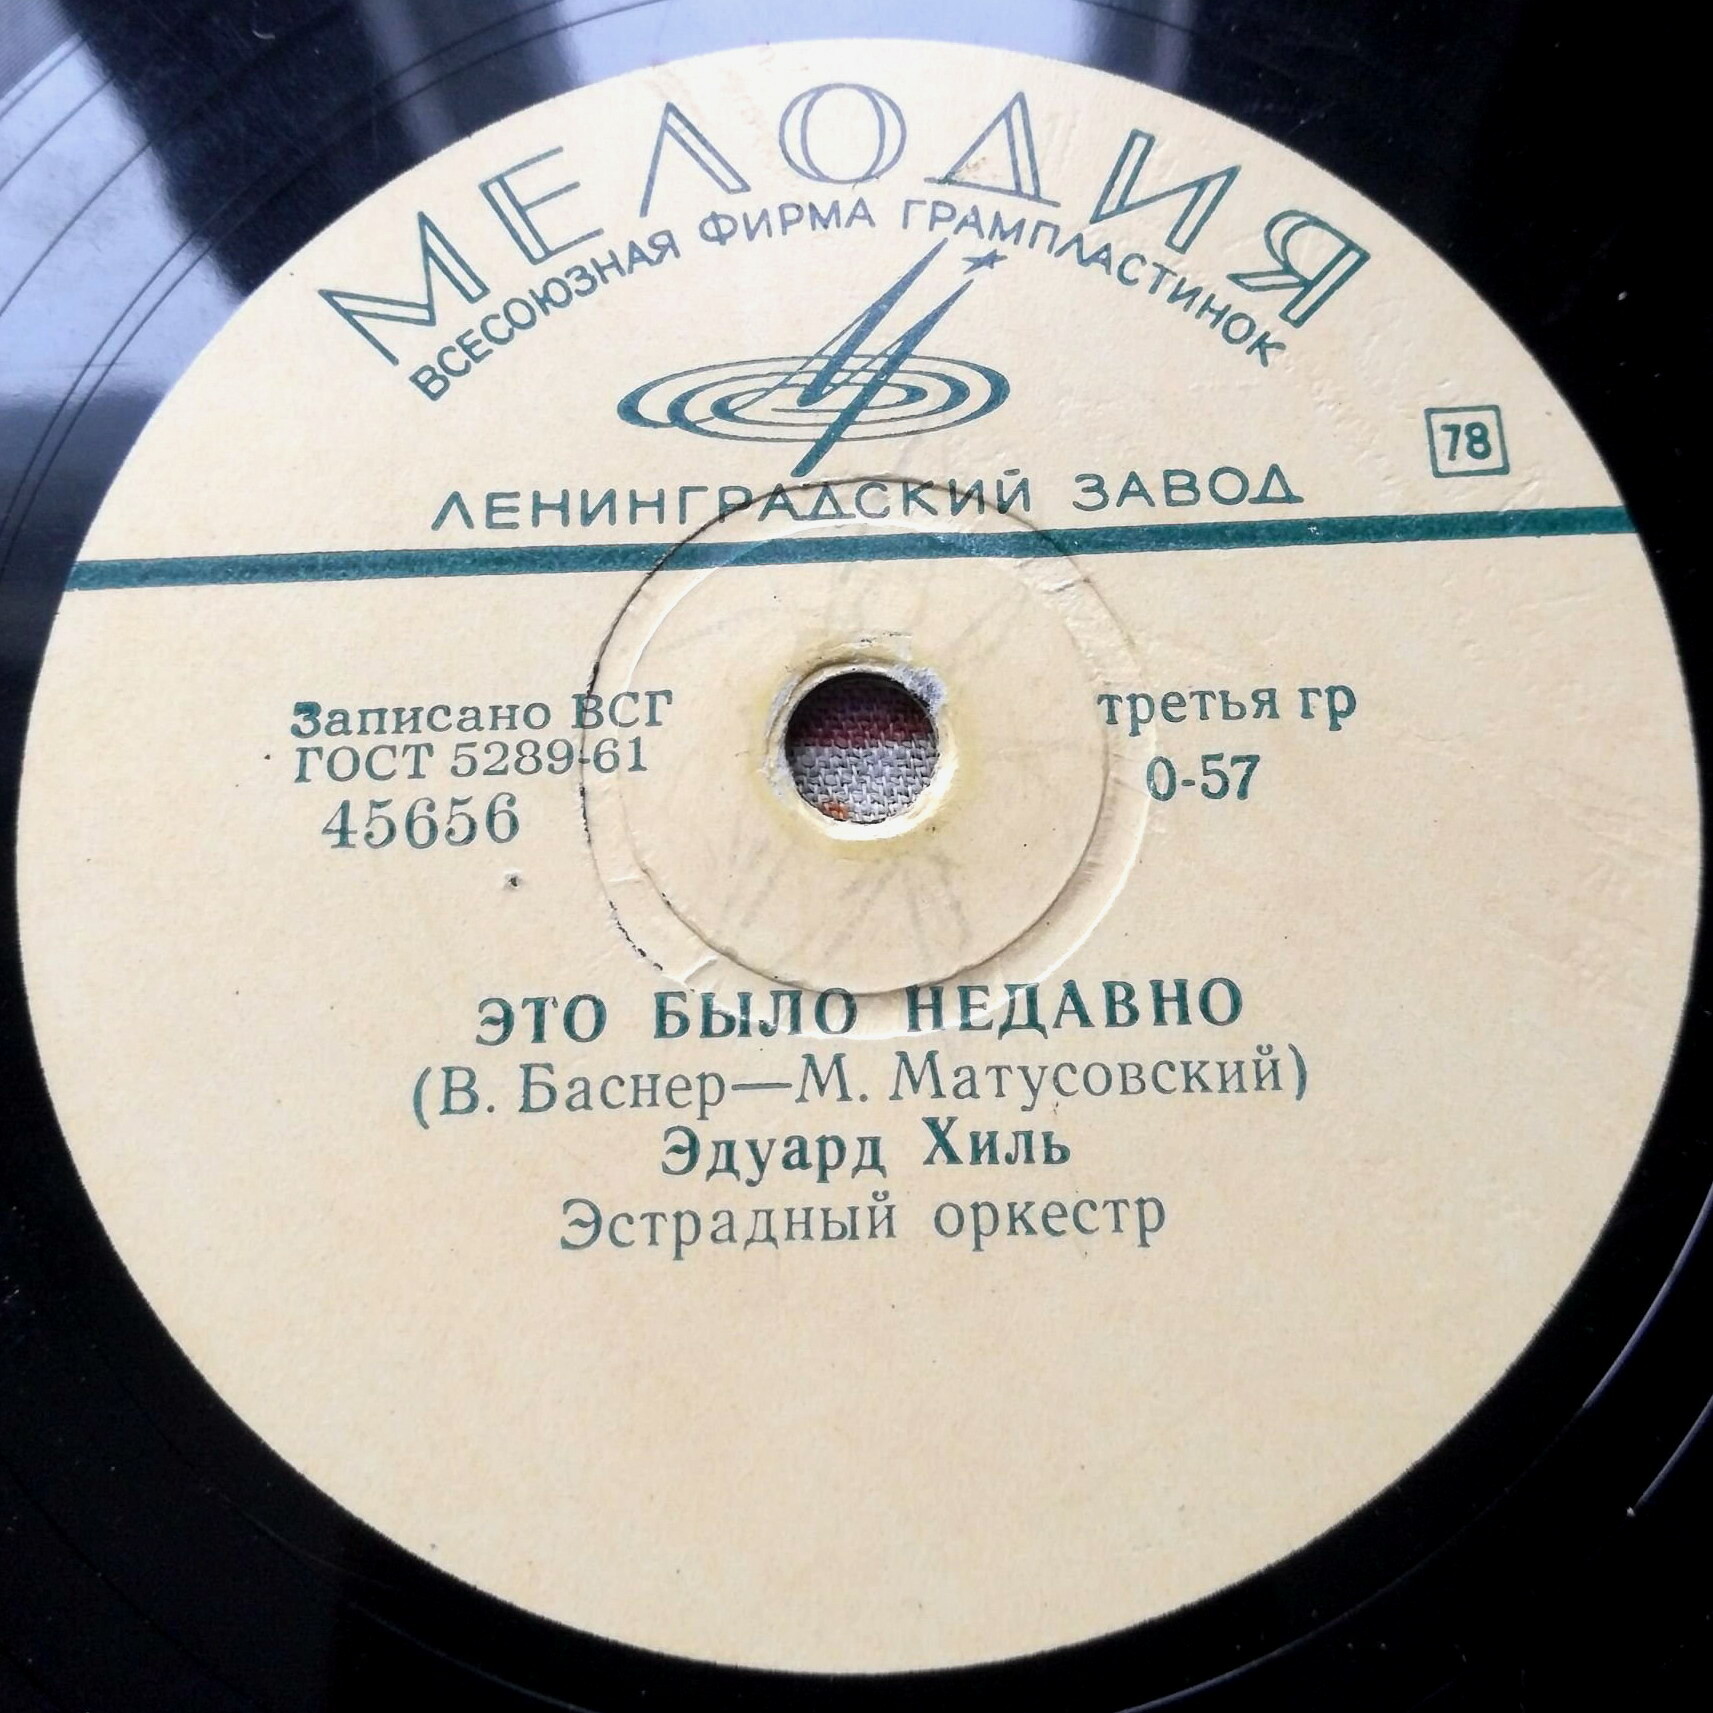 МЕЛОДИЯ
ВСЕСОЮЗНАЯ ФИРМА ГРАМПЛАСТИНОК
78
ЛЕНИНГРАДСКИЙ ЗАВОД
Записано ВСГ
ГОСТ 5289-61
45656
третья гр
0-57
ЭТО БЫЛО НЕДАВНО
(В. Баснер—М. Матусовский)
Эдуард Хиль
Эстрадный оркестр